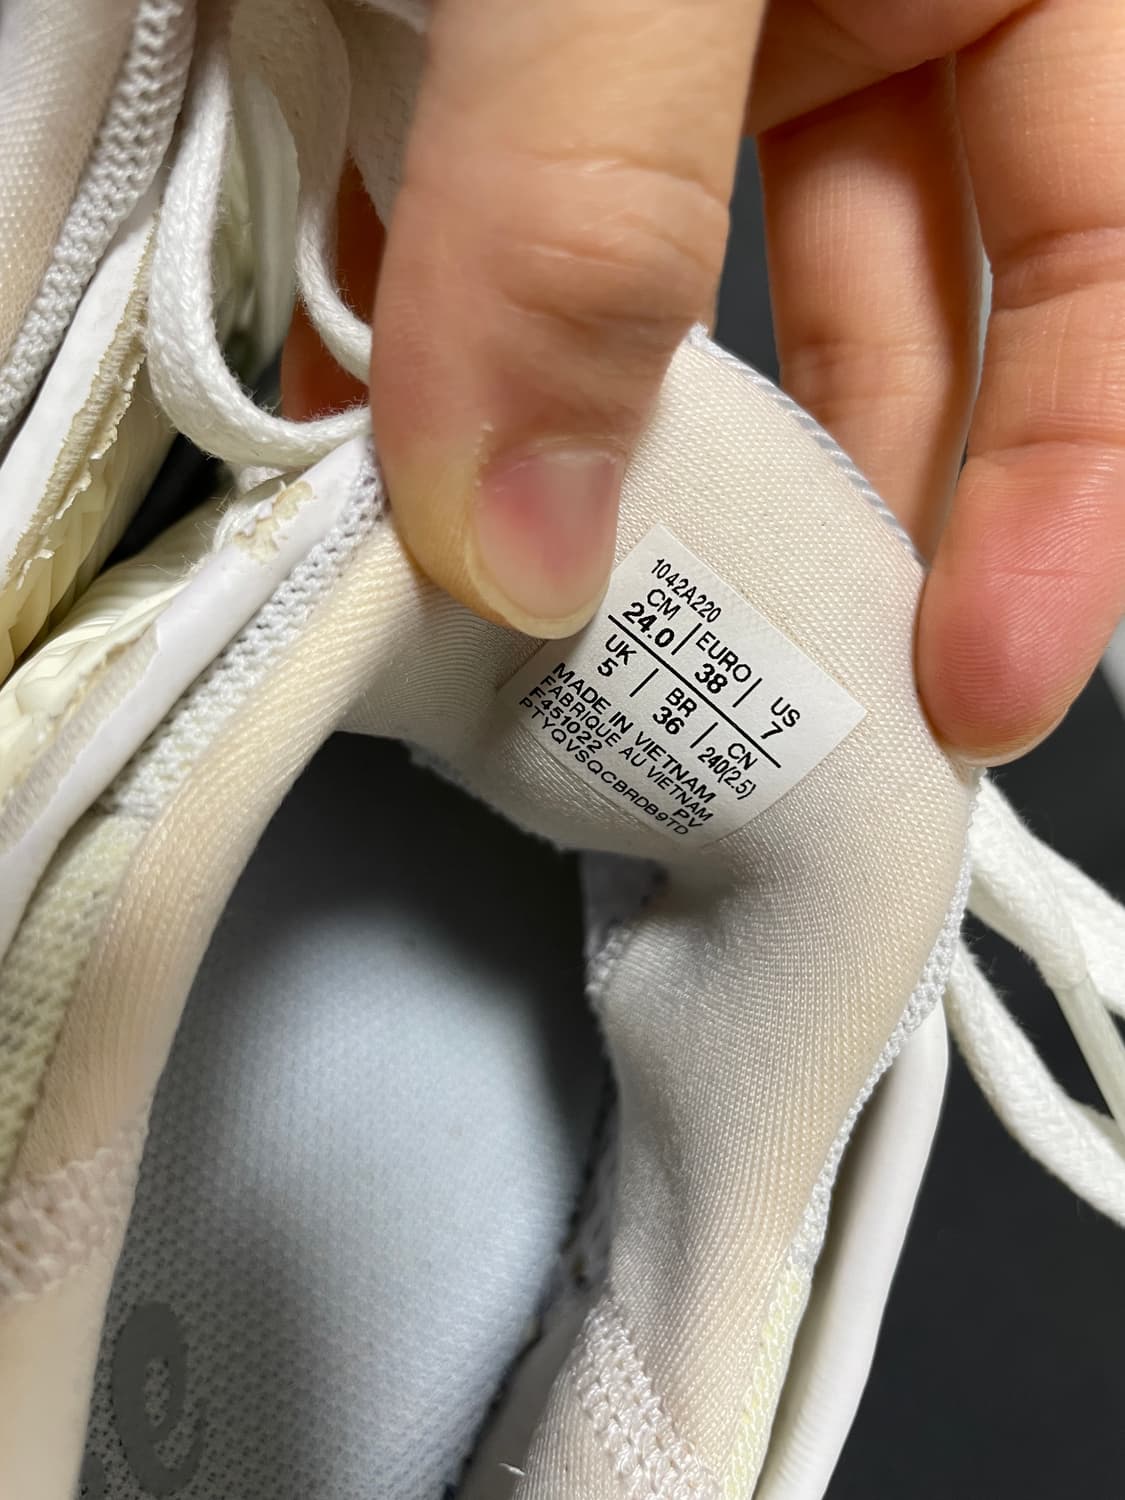 1042A220
CM | EURO | US
24.0 38 7
UK | BR | CN
5 36 240(2.5)
MADE IN VIETNAM
FABRIQUE AU VIETNAM
F451022 PV
PTYQVSQCBRDB9TD